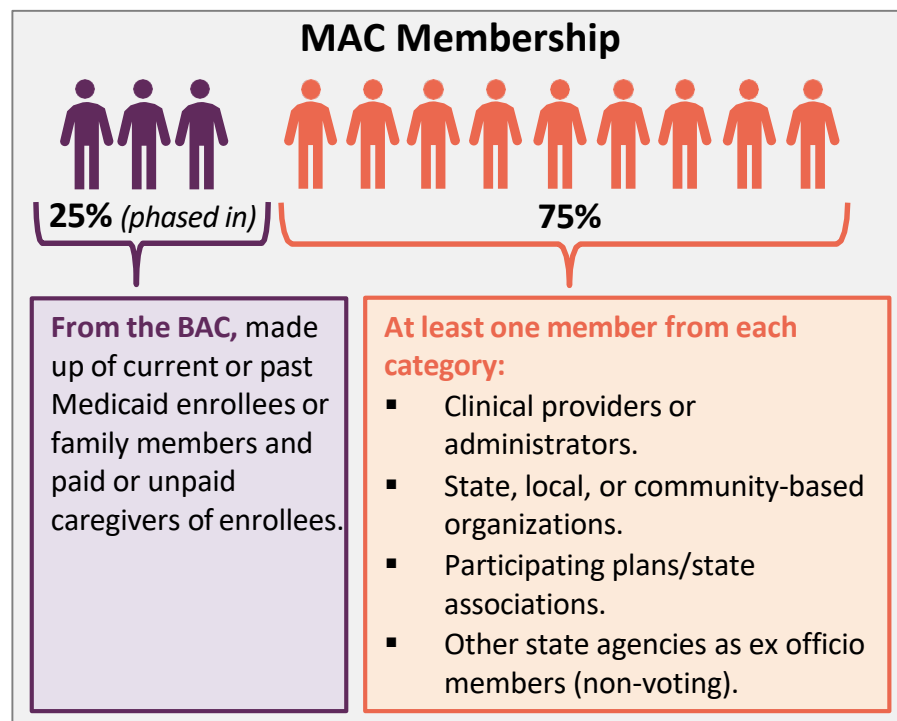 MAC Membership
25% (phased in)
75%
From the BAC, made
up of current or past
Medicaid enrollees or
family members and
paid or unpaid
caregivers of enrollees.
At least one member from each
category:
▪ Clinical providers or
administrators.
▪ State, local, or community-based
organizations.
▪ Participating plans/state
associations.
▪ Other state agencies as ex officio
members (non-voting).